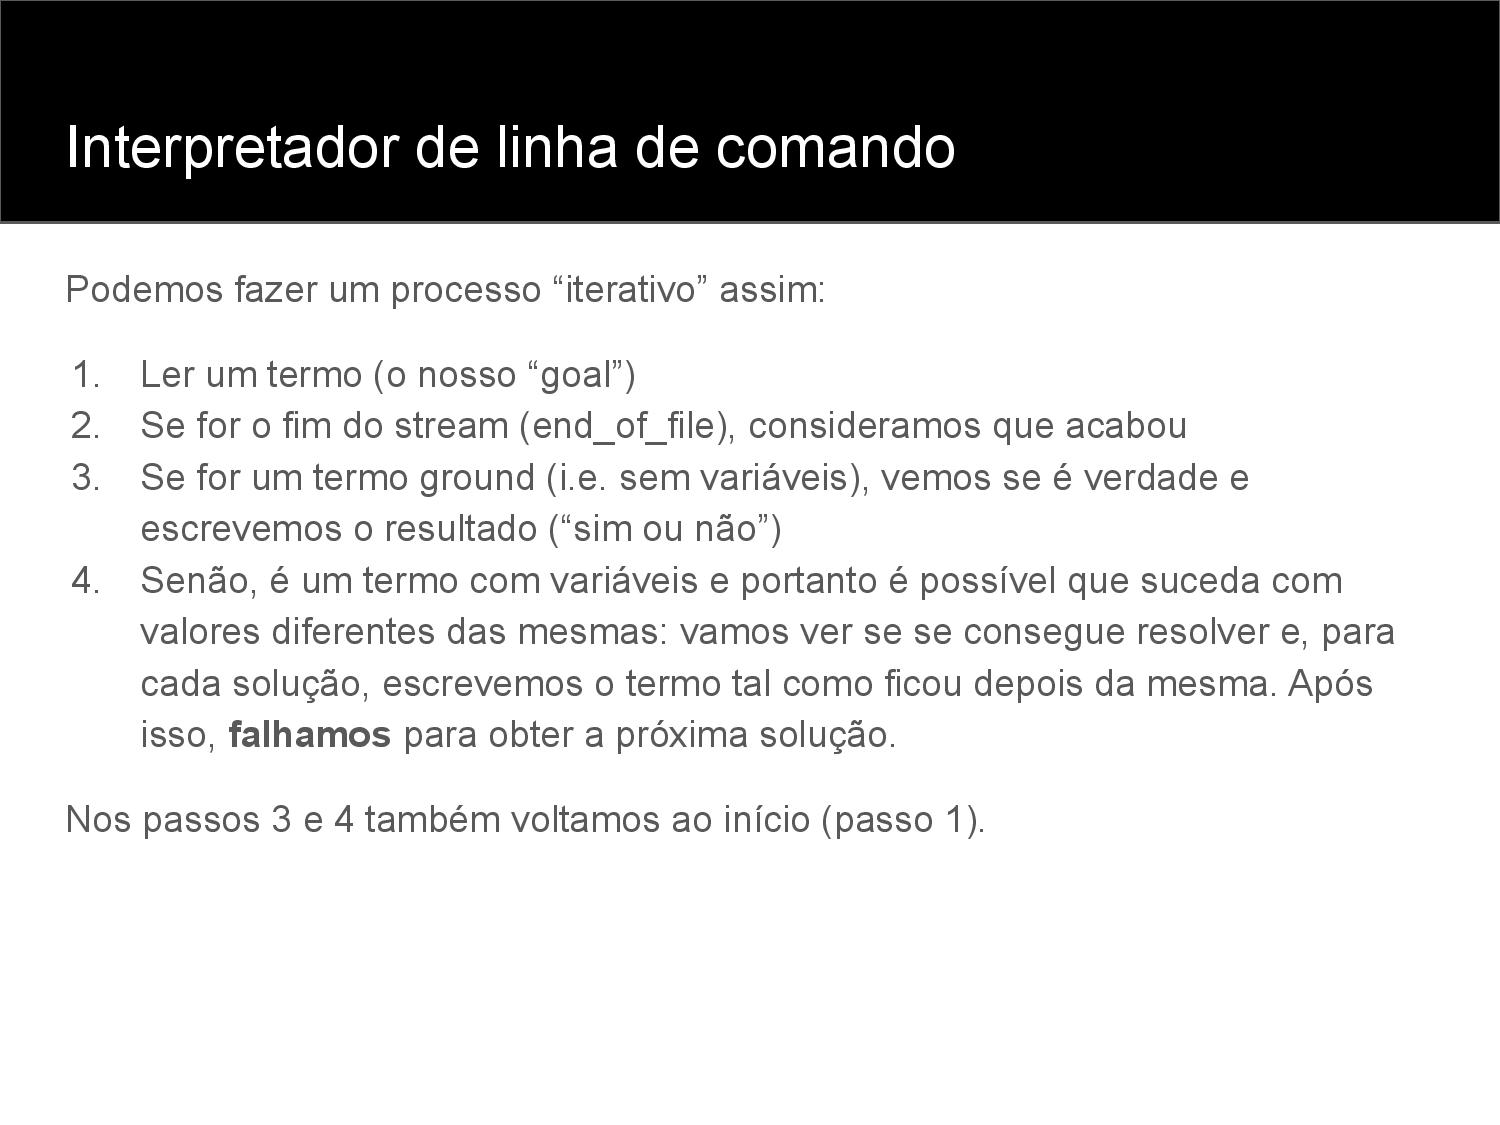 Interpretador de linha de comando
Podemos fazer um processo “iterativo” assim:
1. Ler um termo (o nosso “goal”)
2. Se for o fim do stream (end_of_file), consideramos que acabou
3. Se for um termo ground (i.e. sem variáveis), vemos se é verdade e
escrevemos o resultado (“sim ou não”)
4. Senão, é um termo com variáveis e portanto é possível que suceda com
valores diferentes das mesmas: vamos ver se se consegue resolver e, para
cada solução, escrevemos o termo tal como ficou depois da mesma. Após
isso, falhamos para obter a próxima solução.
Nos passos 3 e 4 também voltamos ao início (passo 1).